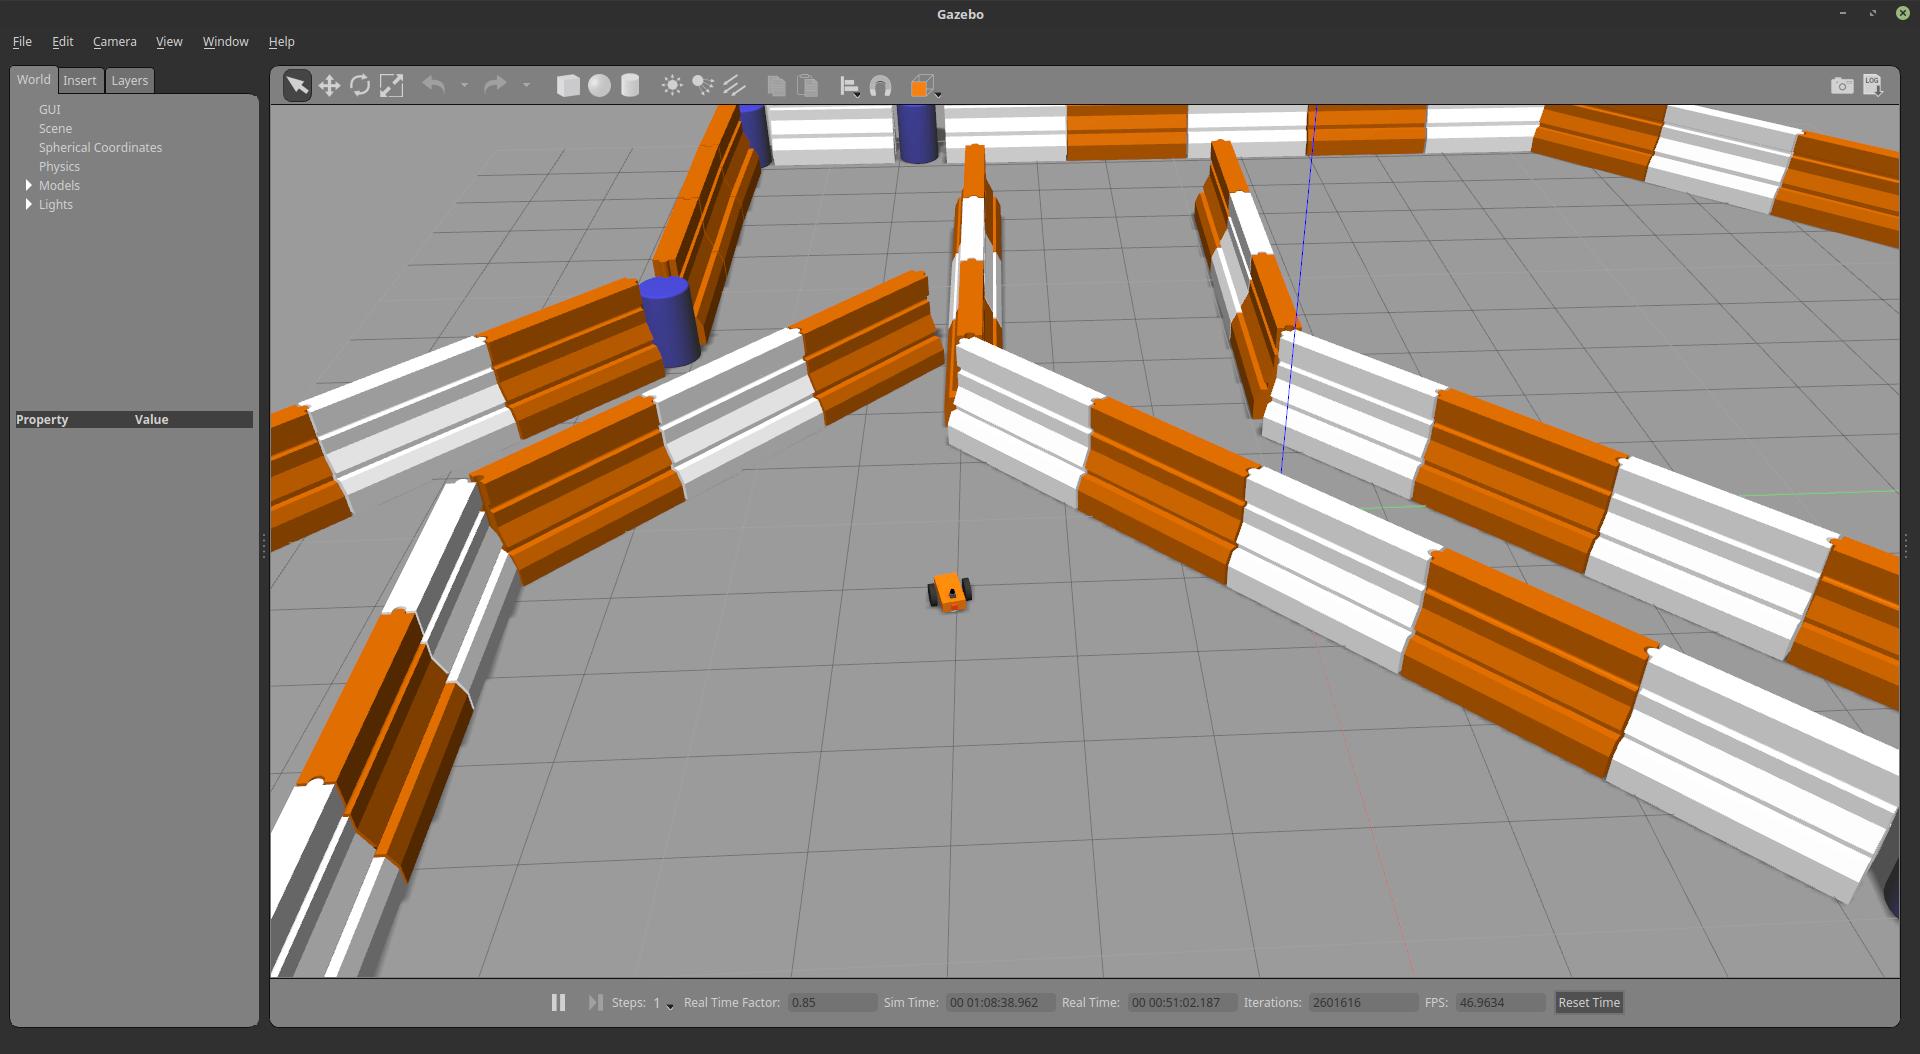 Gazebo
File Edit Camera View Window Help
World Insert Layers
LOG
GUI
Scene
Spherical Coordinates
Physics
Models
Lights
Property Value
Steps: 1 Real Time Factor: 0.85 Sim Time: 00 01:08:38.962 Real Time: 00 00:51:02.187 Iterations: 2601616 FPS: 46.9634 Reset Time